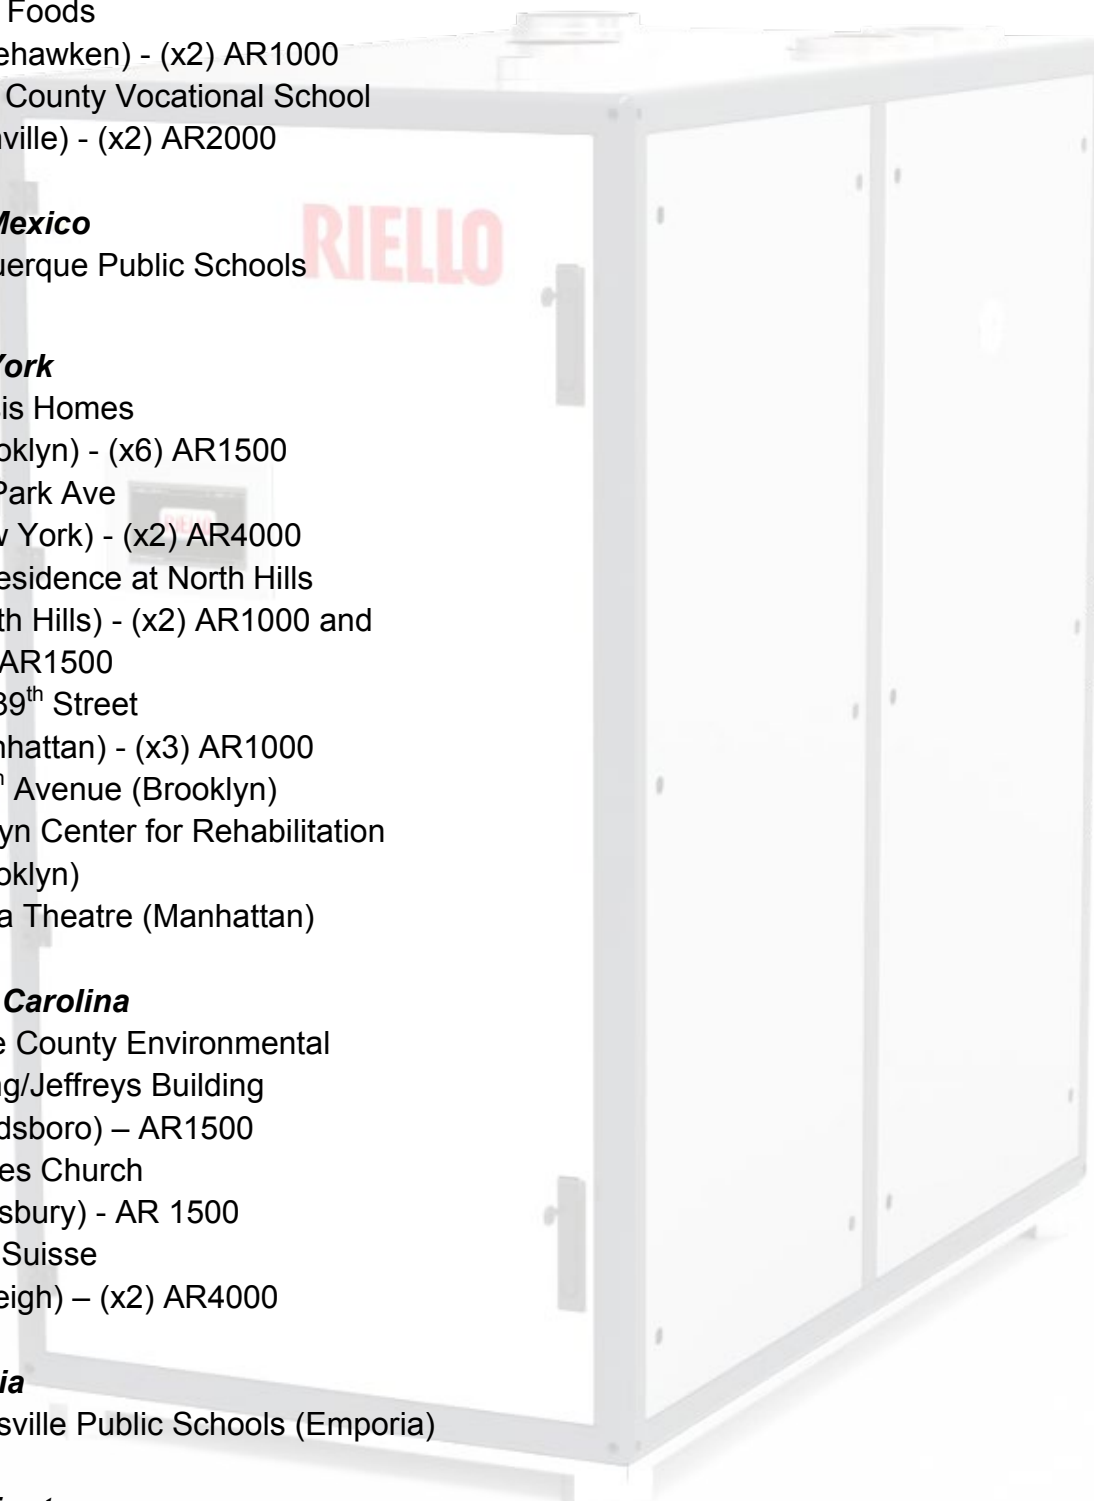 Foods
ehawken) - (x2) AR1000
County Vocational School
ville) - (x2) AR2000
Mexico
uerque Public Schools
RIELLO
York
is Homes
oklyn) - (x6) AR1500
Park Ave
w York) - (x2) AR4000
esidence at North Hills
th Hills) - (x2) AR1000 and
AR1500
39th Street
nhattan) - (x3) AR1000
Avenue (Brooklyn)
yn Center for Rehabilitation
oklyn)
a Theatre (Manhattan)
Carolina
e County Environmental
ng/Jeffreys Building
dsboro) – AR1500
es Church
sbury) - AR 1500
Suisse
eigh) – (x2) AR4000
ia
sville Public Schools (Emporia)